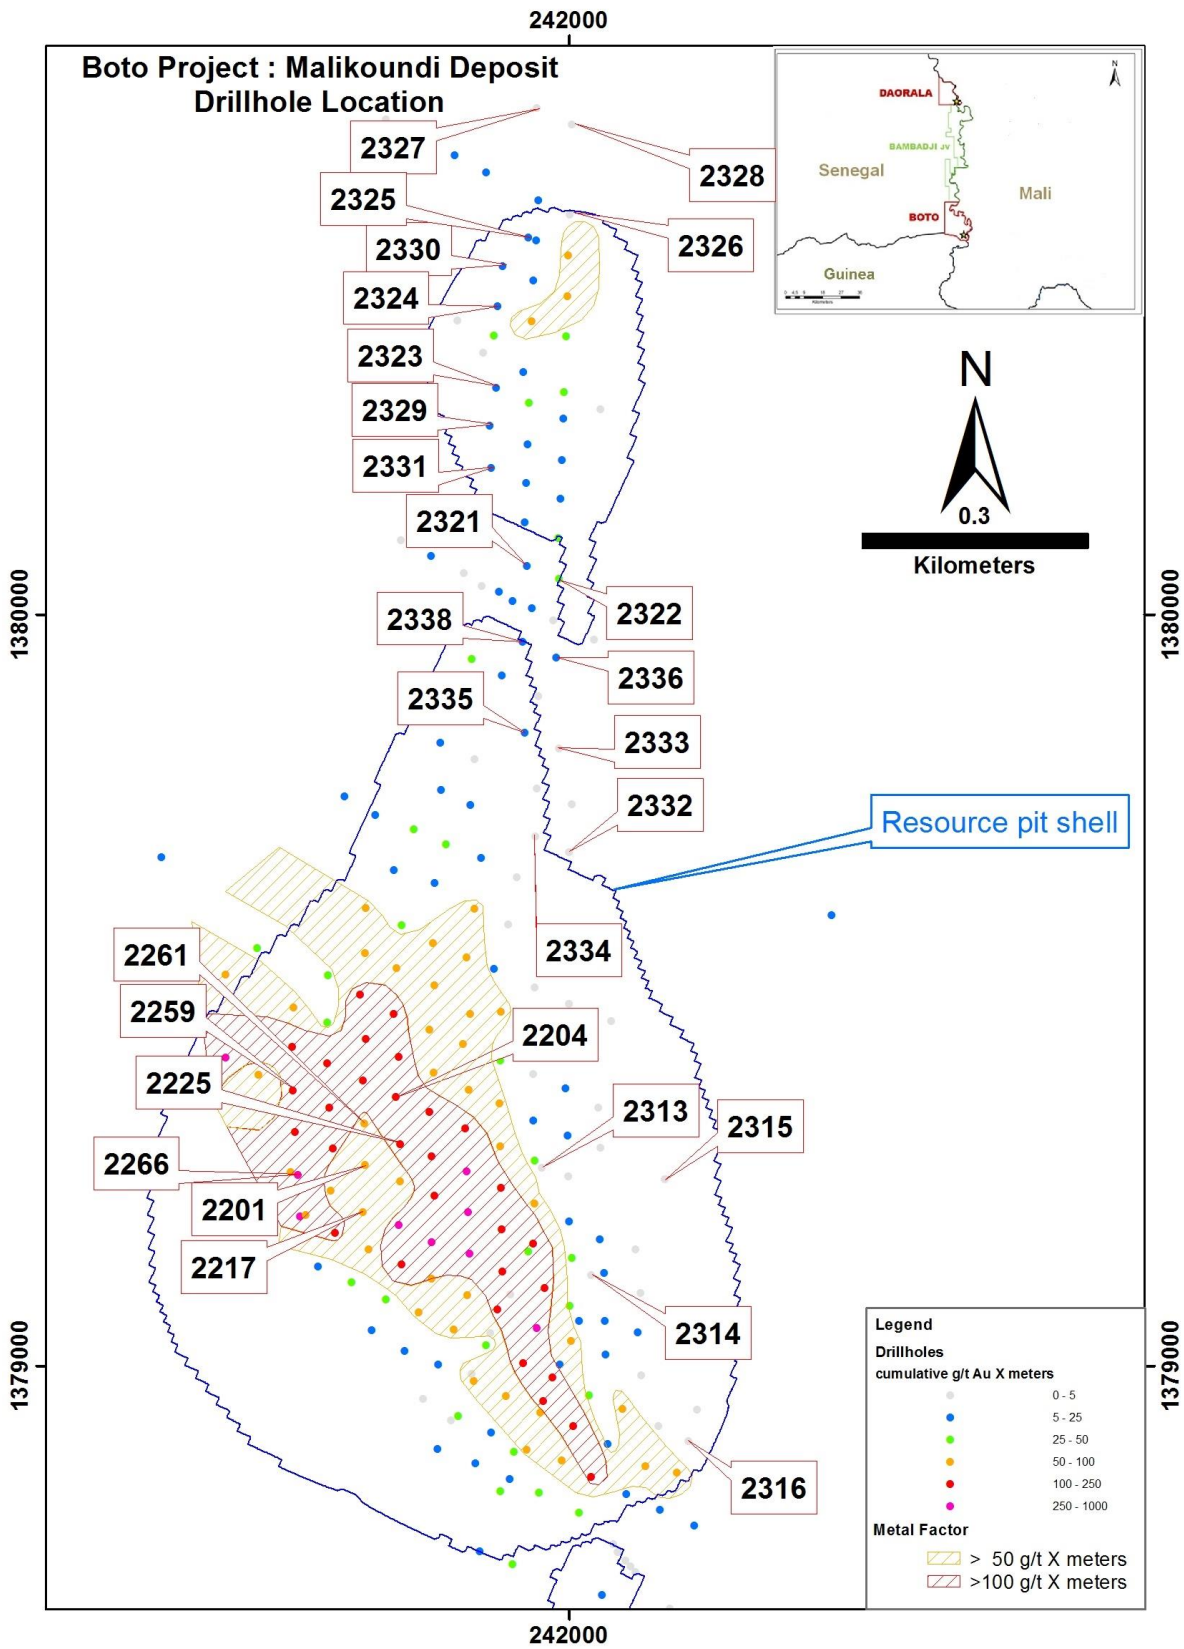 242000
Boto Project : Malikoundi Deposit
Drillhole Location
N
DAORALA
BAMBADJI JV
Senegal
Mali
BOTO
Guinea
Kilometers
2327
2328
2325
2326
2330
2324
2323
2329
2331
2321
2322
2338
2336
2335
2333
2332
2334
N
0.3
Kilometers
1380000
1380000
Resource pit shell
2261
2259
2204
2225
2313
2315
2266
2201
2217
2314
2316
1379000
1379000
Legend
Drillholes
cumulative g/t Au X meters
0 - 5
5 - 25
25 - 50
50 - 100
100 - 250
250 - 1000
Metal Factor
> 50 g/t X meters
>100 g/t X meters
242000